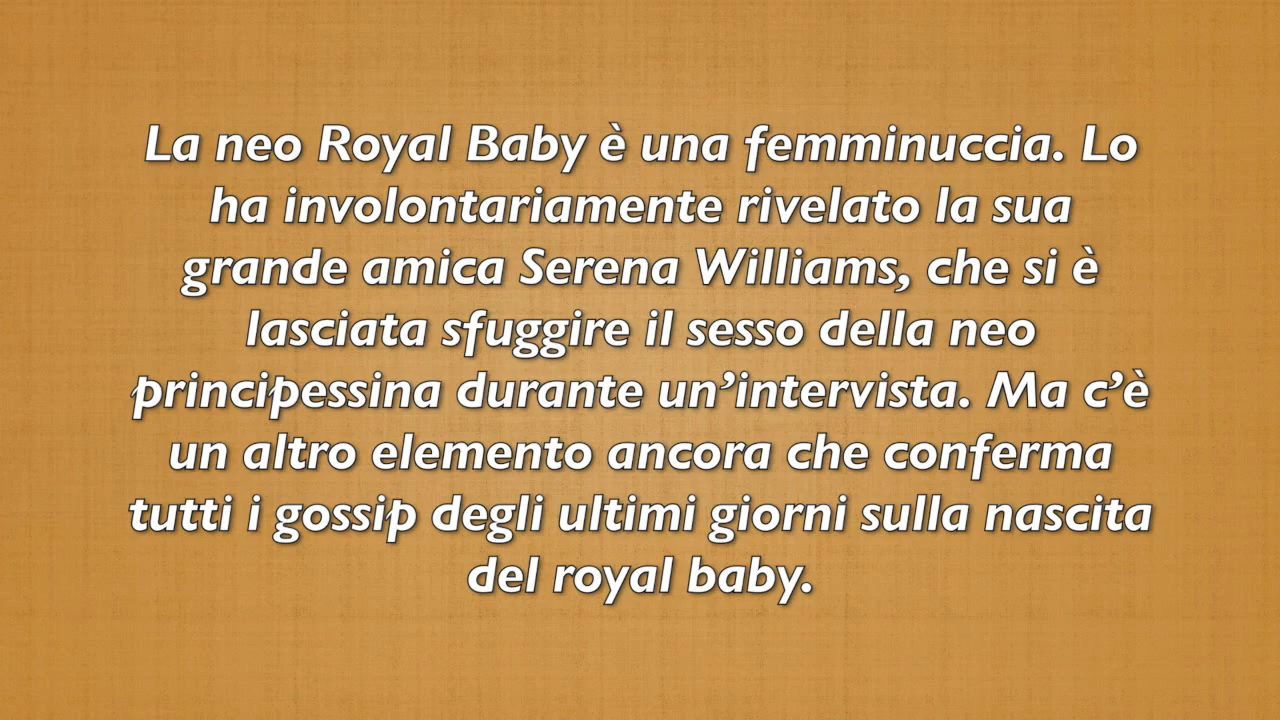 La neo Royal Baby è una femminuccia. Lo
ha involontariamente rivelato la sua
grande amica Serena Williams, che si è
lasciata sfuggire il sesso della neo
principessina durante un’intervista. Ma c’è
un altro elemento ancora che conferma
tutti i gossip degli ultimi giorni sulla nascita
del royal baby.